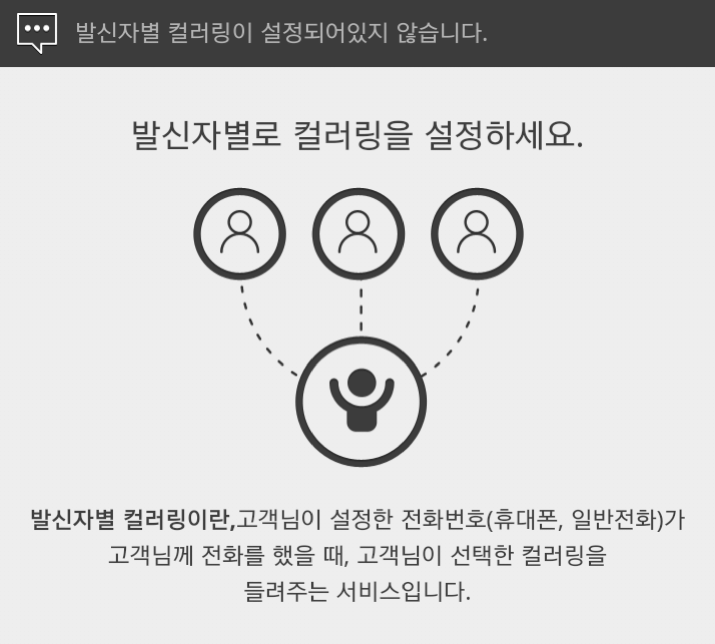 발신자별 컬러링이 설정되어있지 않습니다.
발신자별로 컬러링을 설정하세요.
발신자별 컬러링이란,고객님이 설정한 전화번호(휴대폰, 일반전화)가
고객님께 전화를 했을 때, 고객님이 선택한 컬러링을
들려주는 서비스입니다.